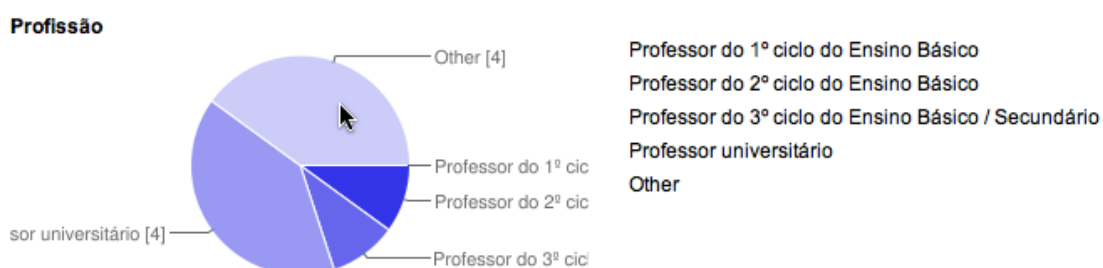 Profissão
Other [4]
Professor do 1º cic
Professor do 2º cic
sor universitário [4]
Professor do 3º cicl
Professor do 1º ciclo do Ensino Básico
Professor do 2º ciclo do Ensino Básico
Professor do 3º ciclo do Ensino Básico / Secundário
Professor universitário
Other